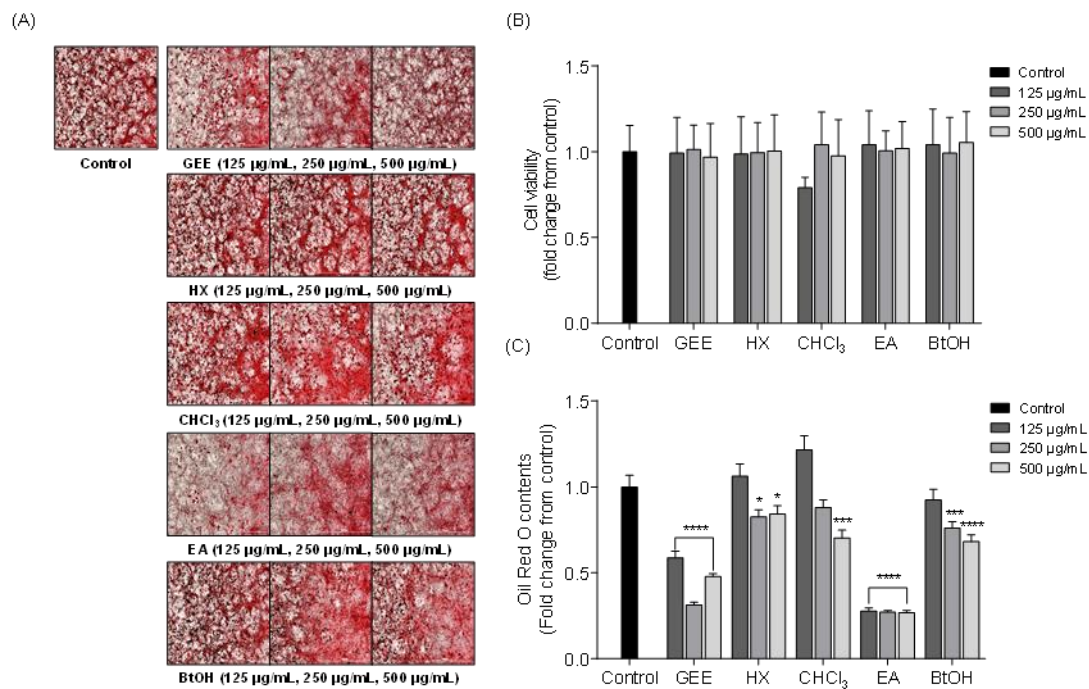 (A)
Control
GEE (125 µg/mL, 250 µg/mL, 500 µg/mL)
HX (125 µg/mL, 250 µg/mL, 500 µg/mL)
CHCl₃ (125 µg/mL, 250 µg/mL, 500 µg/mL)
EA (125 µg/mL, 250 µg/mL, 500 µg/mL)
BtOH (125 µg/mL, 250 µg/mL, 500 µg/mL)
(B)
Cell viability
(fold change from control)
1.5
1.0
0.5
0.0
Control
125 µg/mL
250 µg/mL
500 µg/mL
Control GEE HX CHCl₃ EA BtOH
(C)
Oil Red O contents
(Fold change from control)
1.5
1.0
0.5
0.0
Control
125 µg/mL
250 µg/mL
500 µg/mL
**** * * *** **** *** ****
Control GEE HX CHCl₃ EA BtOH